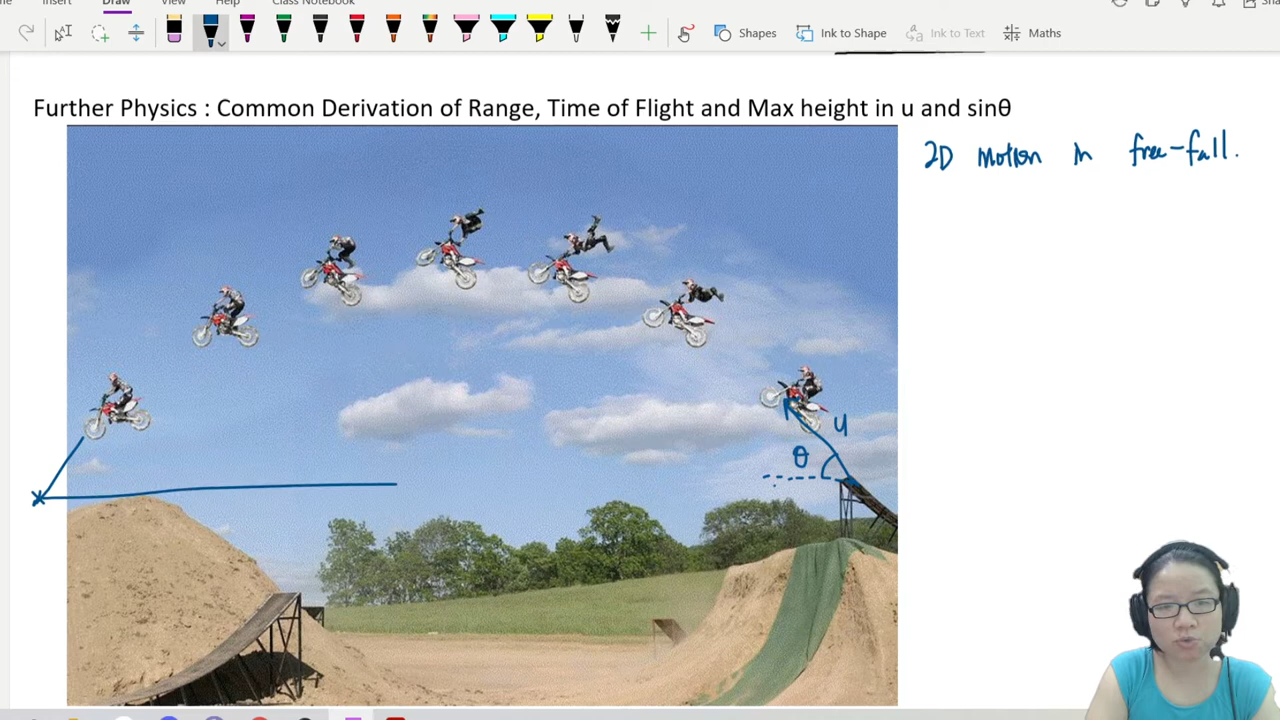 Insert
Draw
View
Help
Class Notebook
Shapes
Ink to Shape
Ink to Text
Maths
Further Physics : Common Derivation of Range, Time of Flight and Max height in u and sinθ
2D motion in free-fall.
u
θ